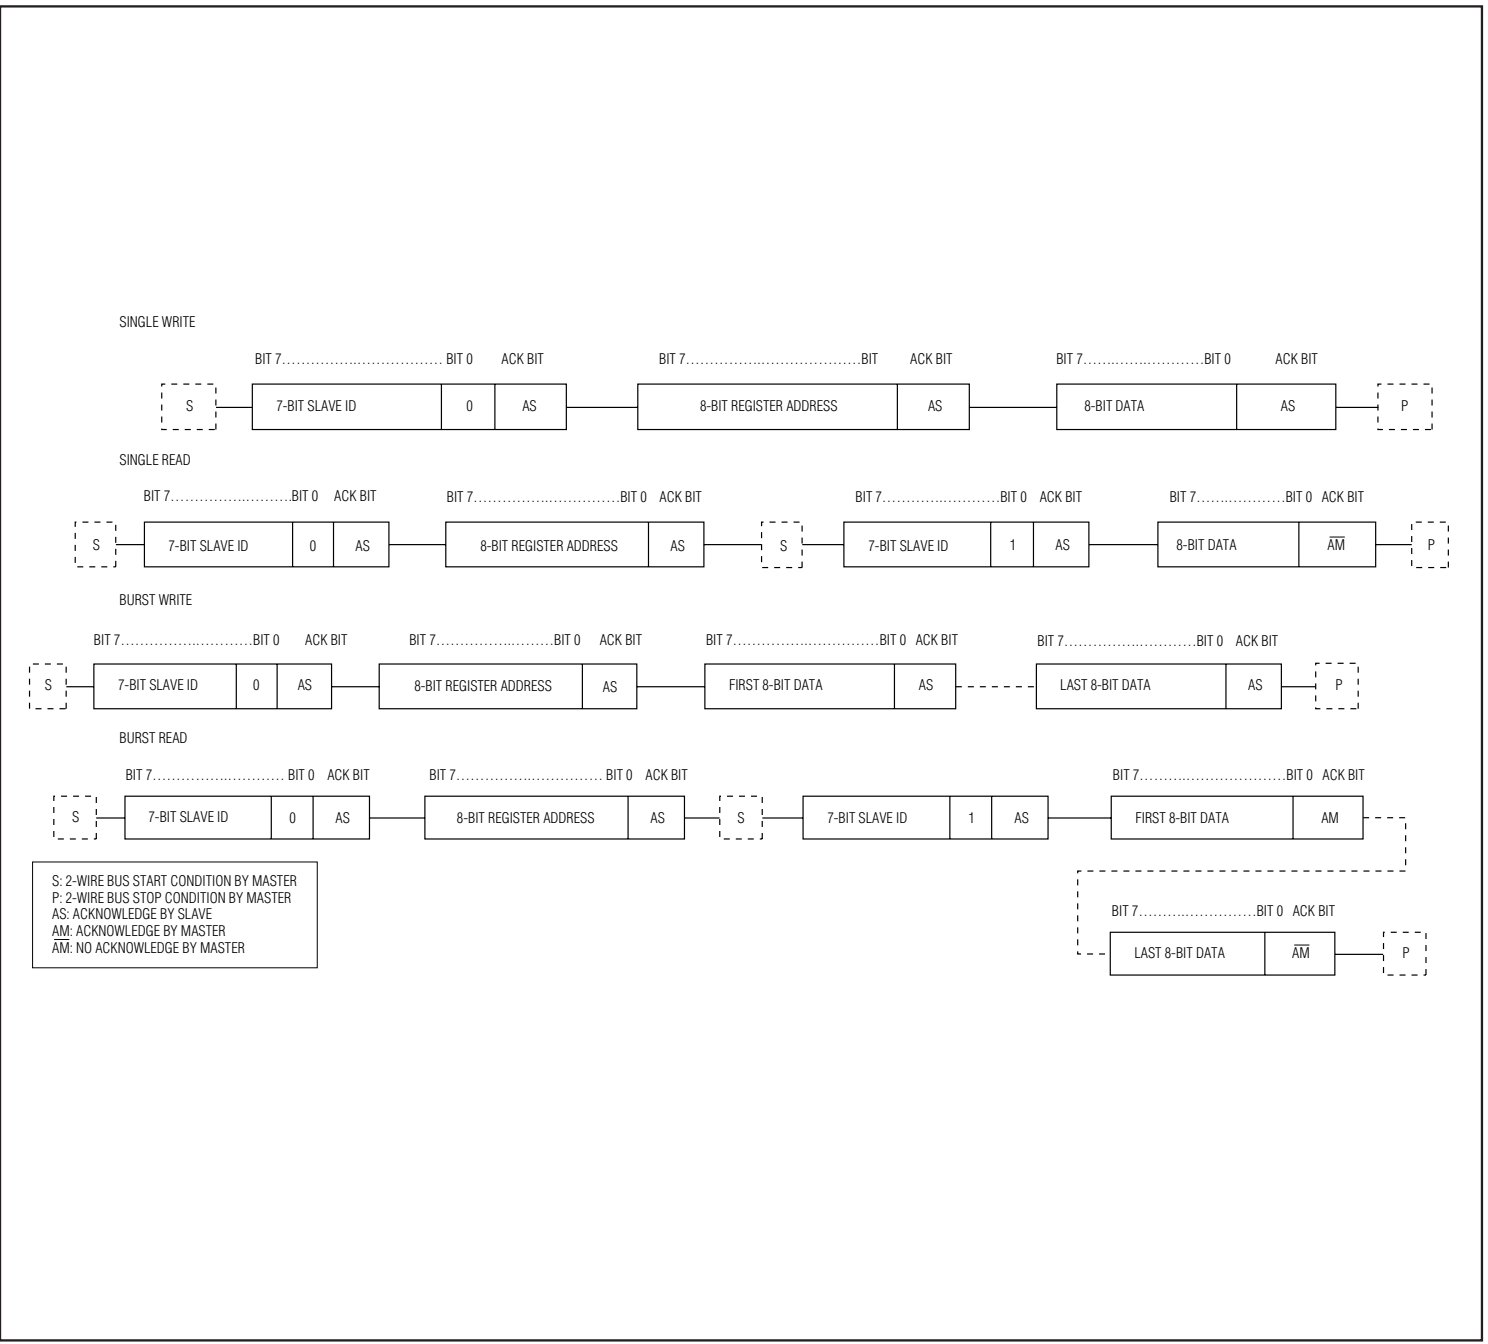 SINGLE WRITE
BIT 7................................ BIT 0 ACK BIT BIT 7....................................BIT ACK BIT BIT 7.........................BIT 0 ACK BIT
S 7-BIT SLAVE ID 0 AS 8-BIT REGISTER ADDRESS AS 8-BIT DATA AS P
SINGLE READ
BIT 7.........................BIT 0 ACK BIT BIT 7..............................BIT 0 ACK BIT BIT 7........................BIT 0 ACK BIT BIT 7..................BIT 0 ACK BIT
S 7-BIT SLAVE ID 0 AS 8-BIT REGISTER ADDRESS AS S 7-BIT SLAVE ID 1 AS 8-BIT DATA A̅M̅ P
BURST WRITE
BIT 7...........................BIT 0 ACK BIT BIT 7........................BIT 0 ACK BIT BIT 7..............................BIT 0 ACK BIT BIT 7...........................BIT 0 ACK BIT
S 7-BIT SLAVE ID 0 AS 8-BIT REGISTER ADDRESS AS FIRST 8-BIT DATA AS LAST 8-BIT DATA AS P
BURST READ
BIT 7........................... BIT 0 ACK BIT BIT 7.............................. BIT 0 ACK BIT BIT 7..............................BIT 0 ACK BIT
S 7-BIT SLAVE ID 0 AS 8-BIT REGISTER ADDRESS AS S 7-BIT SLAVE ID 1 AS FIRST 8-BIT DATA AM
S: 2-WIRE BUS START CONDITION BY MASTER
P: 2-WIRE BUS STOP CONDITION BY MASTER
AS: ACKNOWLEDGE BY SLAVE
AM: ACKNOWLEDGE BY MASTER
A̅M̅: NO ACKNOWLEDGE BY MASTER
BIT 7........................BIT 0 ACK BIT
LAST 8-BIT DATA A̅M̅ P